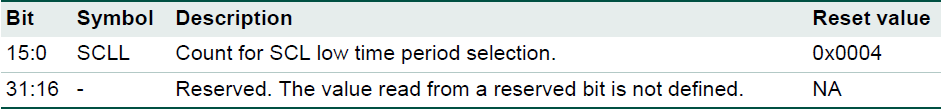 Bit Symbol Description Reset value
15:0 SCLL Count for SCL low time period selection. 0x0004
31:16 - Reserved. The value read from a reserved bit is not defined. NA